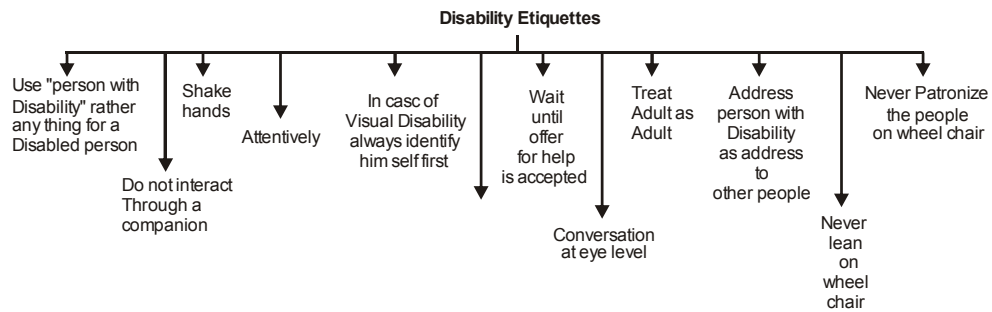 Disability Etiquettes
Use "person with
Disability" rather
any thing for a
Disabled person
Do not interact
Through a
companion
Shake
hands
Attentively
In casc of
Visual Disability
always identify
him self first
Wait
until
offer
for help
is accepted
Conversation
at eye level
Treat
Adult as
Adult
Address
person with
Disability
as address
to
other people
Never
lean
on
wheel
chair
Never Patronize
the people
on wheel chair